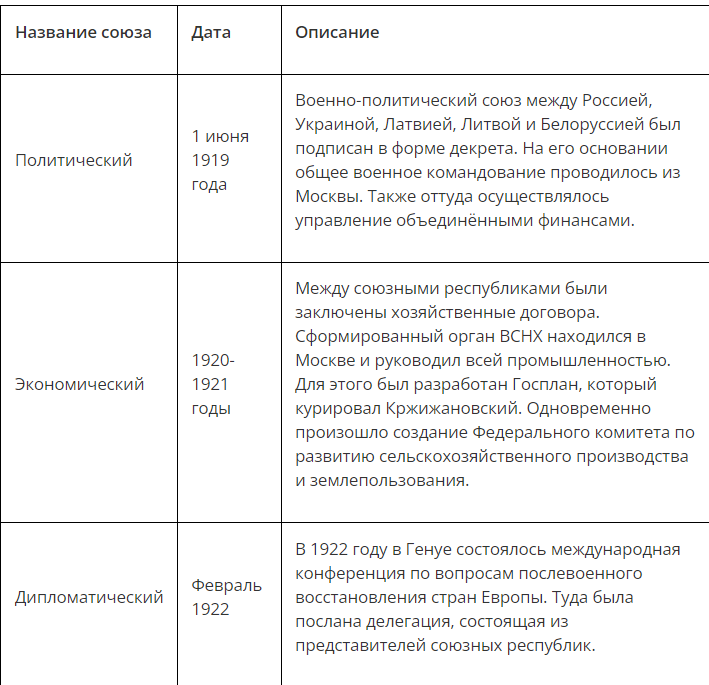 Название союза
Дата
Описание
Политический
1 июня
1919
года
Военно-политический союз между Россией,
Украиной, Латвией, Литвой и Белоруссией был
подписан в форме декрета. На его основании
общее военное командование проводилось из
Москвы. Также оттуда осуществлялось
управление объединёнными финансами.
Экономический
1920-
1921
годы
Между союзными республиками были
заключены хозяйственные договора.
Сформированный орган ВСНХ находился в
Москве и руководил всей промышленностью.
Для этого был разработан Госплан, который
курировал Кржижановский. Одновременно
произошло создание Федерального комитета по
развитию сельскохозяйственного производства
и землепользования.
Дипломатический
Февраль
1922
В 1922 году в Генуе состоялось международная
конференция по вопросам послевоенного
восстановления стран Европы. Туда была
послана делегация, состоящая из
представителей союзных республик.